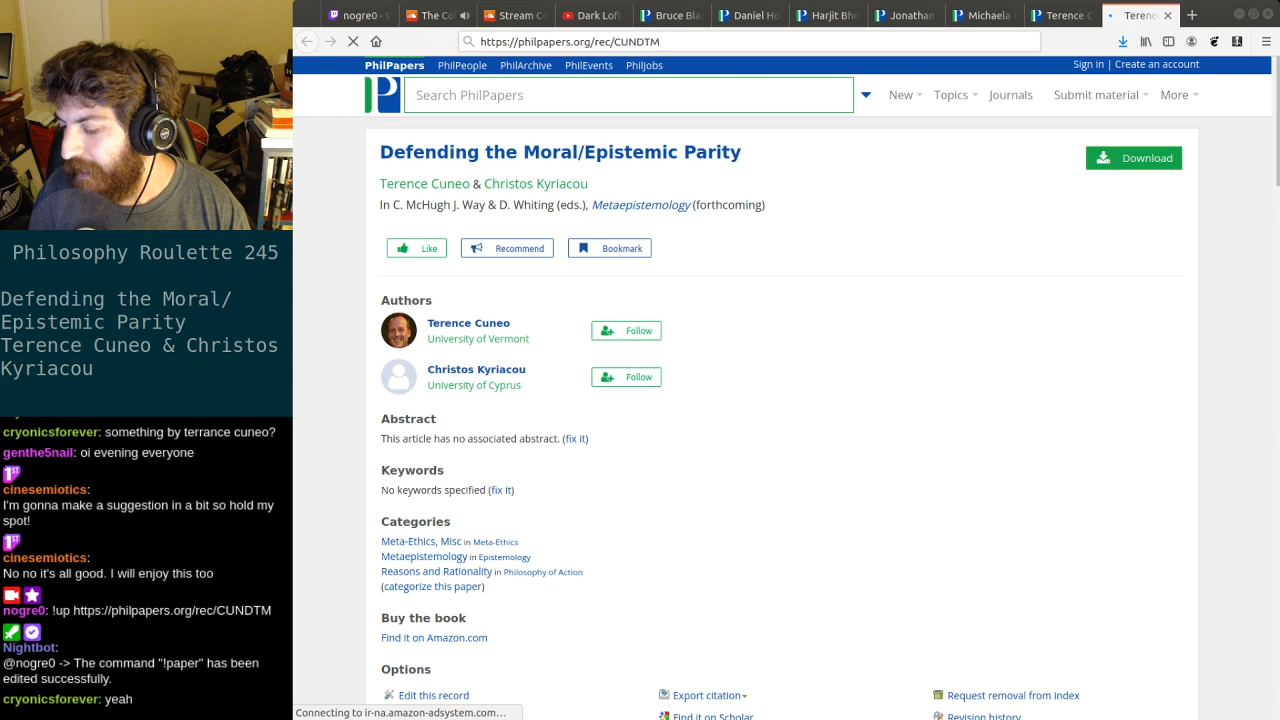 nogre0 - V
The Co
Stream C
Dark Lofi
Bruce Bla
Daniel Ho
Harjit Bho
Jonathan
Michaela
Terence C
Terenc
https://philpapers.org/rec/CUNDTM
PhilPapers PhilPeople PhilArchive PhilEvents PhilJobs
Sign in | Create an account
Search PhilPapers
New Topics Journals Submit material More
Defending the Moral/Epistemic Parity
Download
Terence Cuneo & Christos Kyriacou
In C. McHugh J. Way & D. Whiting (eds.), Metaepistemology (forthcoming)
Like Recommend Bookmark
Authors
Terence Cuneo
University of Vermont
Follow
Christos Kyriacou
University of Cyprus
Follow
Abstract
This article has no associated abstract. (fix it)
Keywords
No keywords specified (fix it)
Categories
Meta-Ethics, Misc in Meta-Ethics
Metaepistemology in Epistemology
Reasons and Rationality in Philosophy of Action
(categorize this paper)
Buy the book
Find it on Amazon.com
Options
Edit this record
Export citation
Request removal from index
Find it on Scholar
Revision history
Connecting to ir-na.amazon-adsystem.com…
Philosophy Roulette 245
Defending the Moral/
Epistemic Parity
Terence Cuneo & Christos
Kyriacou
cryonicsforever: something by terrance cuneo?
genthe5nail: oi evening everyone
1ST
cinesemiotics:
I'm gonna make a suggestion in a bit so hold my
spot!
1ST
cinesemiotics:
No no it's all good. I will enjoy this too
nogre0: !up https://philpapers.org/rec/CUNDTM
Nightbot:
@nogre0 -> The command "!paper" has been
edited successfully.
cryonicsforever: yeah